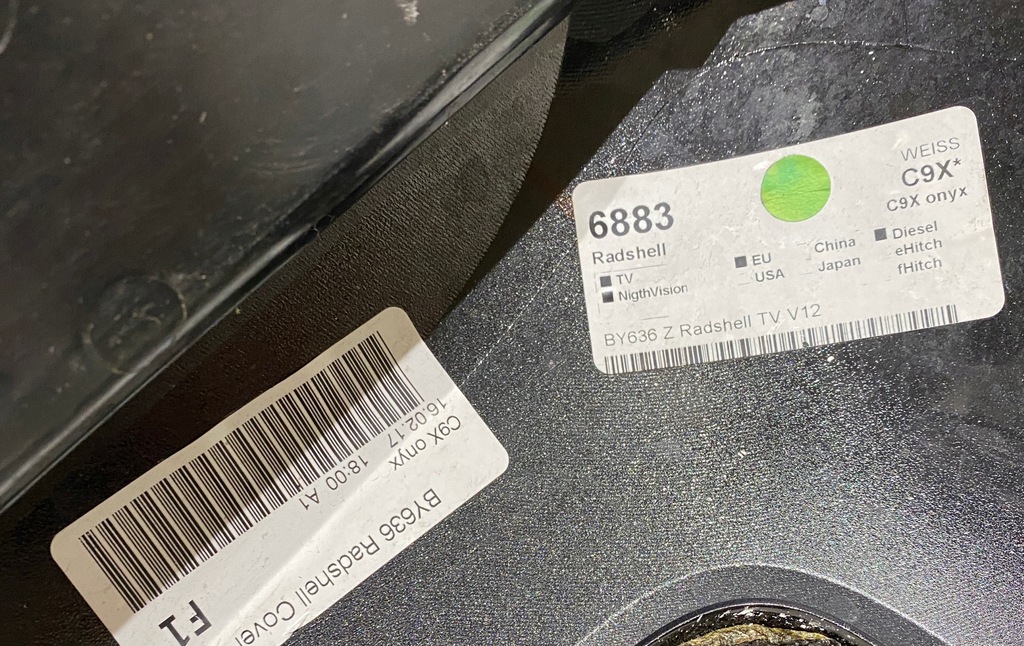 6883
Radshell
TV
NigthVision
EU
USA
China
Japan
WEISS
C9X*
C9X onyx
Diesel
eHitch
fHitch
BY636 Z Radshell TV V12
BY636 Radshell Cover
F1
C9X onyx
16.02.17 18:00 A1